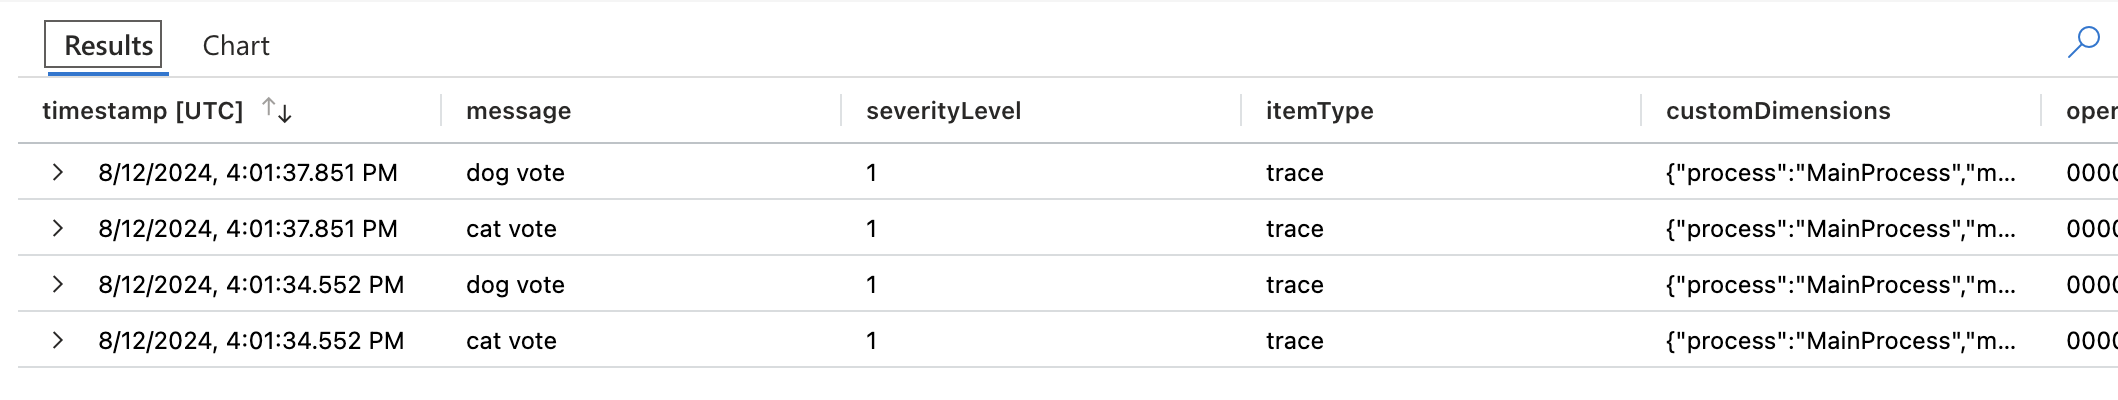 Results Chart
timestamp [UTC] message severityLevel itemType customDimensions oper
8/12/2024, 4:01:37.851 PM dog vote 1 trace {"process":"MainProcess","m... 0000
8/12/2024, 4:01:37.851 PM cat vote 1 trace {"process":"MainProcess","m... 0000
8/12/2024, 4:01:34.552 PM dog vote 1 trace {"process":"MainProcess","m... 0000
8/12/2024, 4:01:34.552 PM cat vote 1 trace {"process":"MainProcess","m... 0000